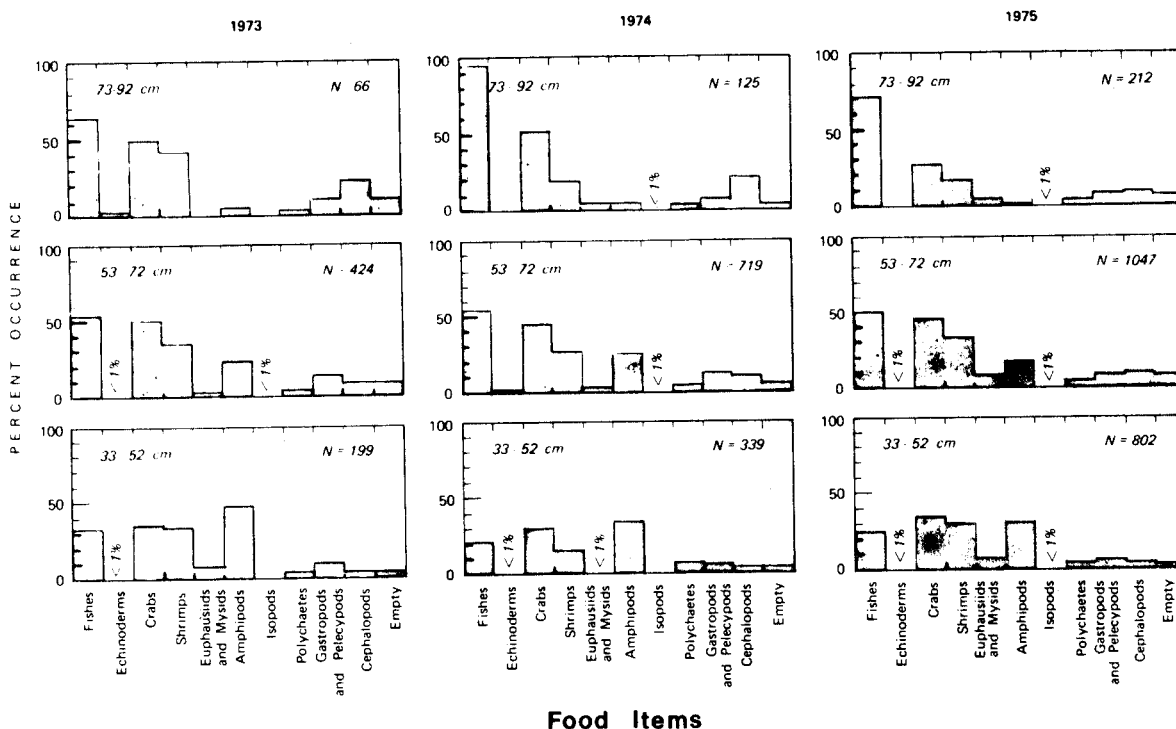 1973
1974
1975
PERCENT OCCURRENCE
100
50
0
73-92 cm
N 66
100
50
0
73-92 cm
N = 125
< 1%
100
50
0
73-92 cm
N = 212
< 1%
100
50
0
53-72 cm
N - 424
< 1%
< 1%
100
50
0
53-72 cm
N = 719
< 1%
100
50
0
53-72 cm
N = 1047
< 1%
< 1%
100
50
0
33-52 cm
N = 199
< 1%
100
50
0
33-52 cm
N = 339
< 1%
< 1%
100
50
0
33-52 cm
N = 802
< 1%
< 1%
Fishes
Echinoderms
Crabs
Shrimps
Euphausiids
and Mysids
Amphipods
Isopods
Polychaetes
Gastropods
and Pelecypods
Cephalopods
Empty
Fishes
Echinoderms
Crabs
Shrimps
Euphausiids
and Mysids
Amphipods
Isopods
Polychaetes
Gastropods
and Pelecypods
Cephalopods
Empty
Fishes
Echinoderms
Crabs
Shrimps
Euphausiids
and Mysids
Amphipods
Isopods
Polychaetes
Gastropods
and Pelecypods
Cephalopods
Empty
Food Items